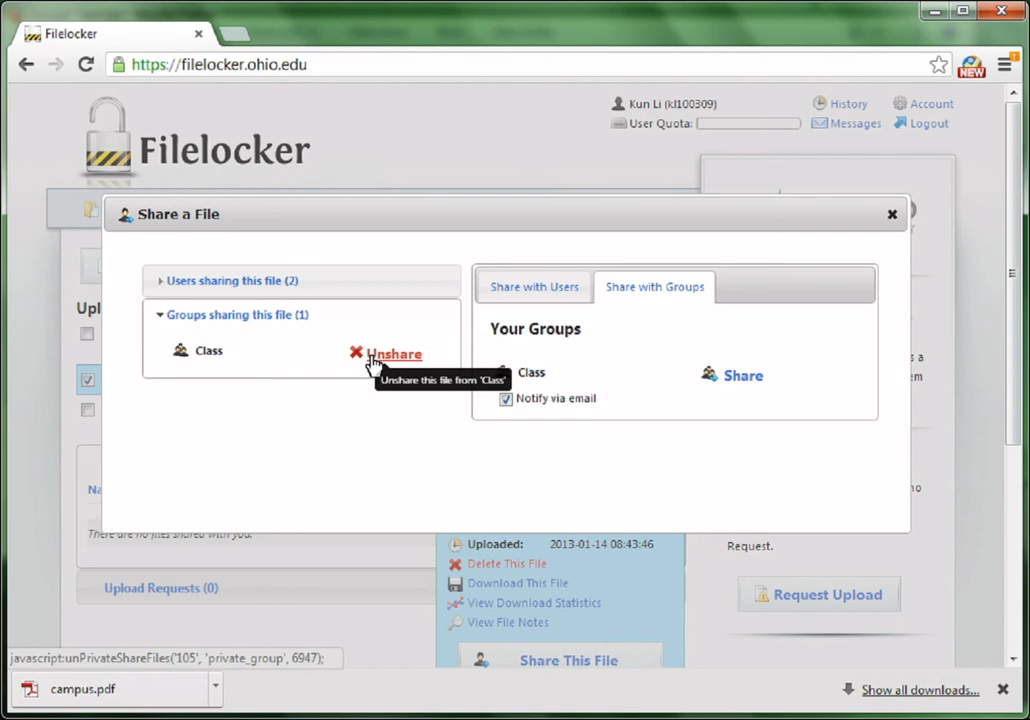 Filelocker
https://filelocker.ohio.edu
NEW
Kun Li (kl100309)
History
Account
User Quota:
Messages
Logout
Filelocker
Share a File
Users sharing this file (2)
Groups sharing this file (1)
Class
Unshare
Unshare this file from 'Class'
Share with Users
Share with Groups
Your Groups
Class
Share
Notify via email
Upl
s a
em
Na
no
There are no files shared with you.
Upload Requests (0)
Uploaded: 2013-01-14 08:43:46
Delete This File
Download This File
View Download Statistics
View File Notes
Share This File
Request.
Request Upload
javascript:unPrivateShareFiles('105', 'private_group', 6947);
campus.pdf
Show all downloads...